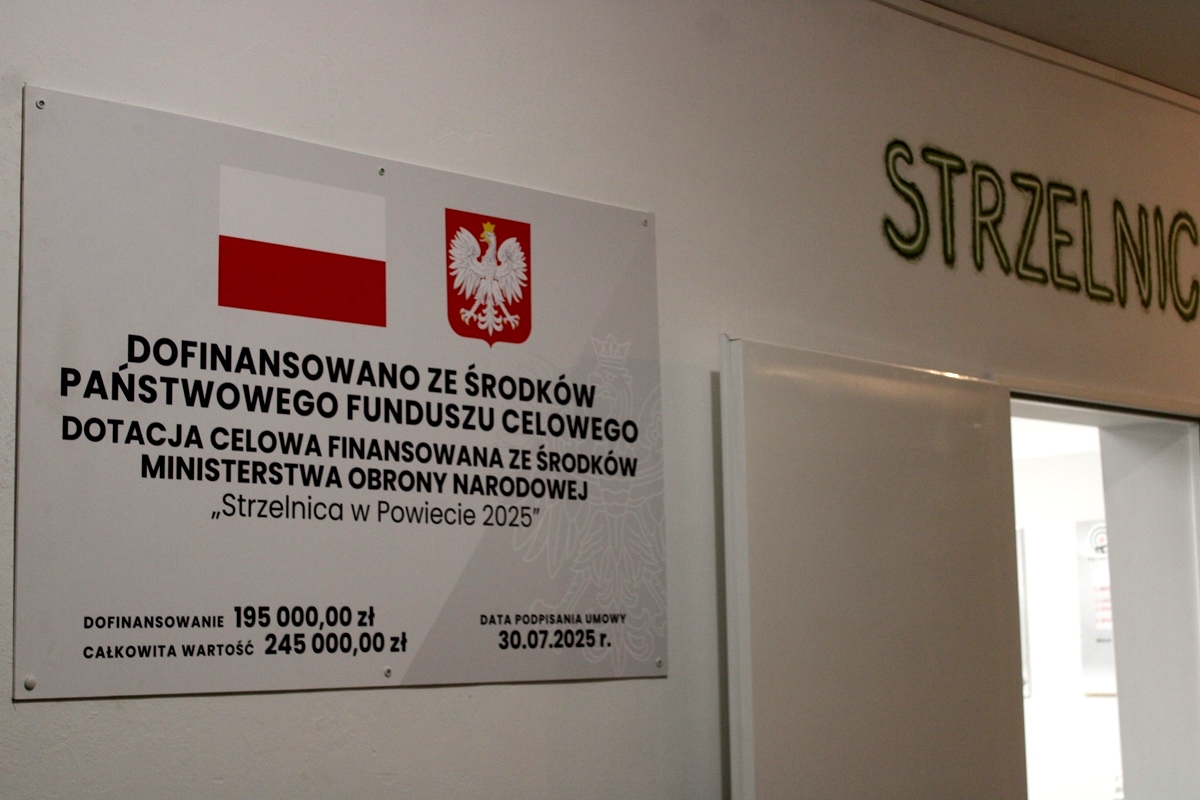 DOFINANSOWANO ZE ŚRODKÓW
PAŃSTWOWEGO FUNDUSZU CELOWEGO
DOTACJA CELOWA FINANSOWANA ZE ŚRODKÓW
MINISTERSTWA OBRONY NARODOWEJ
„Strzelnica w Powiecie 2025”
DOFINANSOWANIE 195 000,00 zł
CAŁKOWITA WARTOŚĆ 245 000,00 zł
DATA PODPISANIA UMOWY
30.07.2025 r.
STRZELNIC